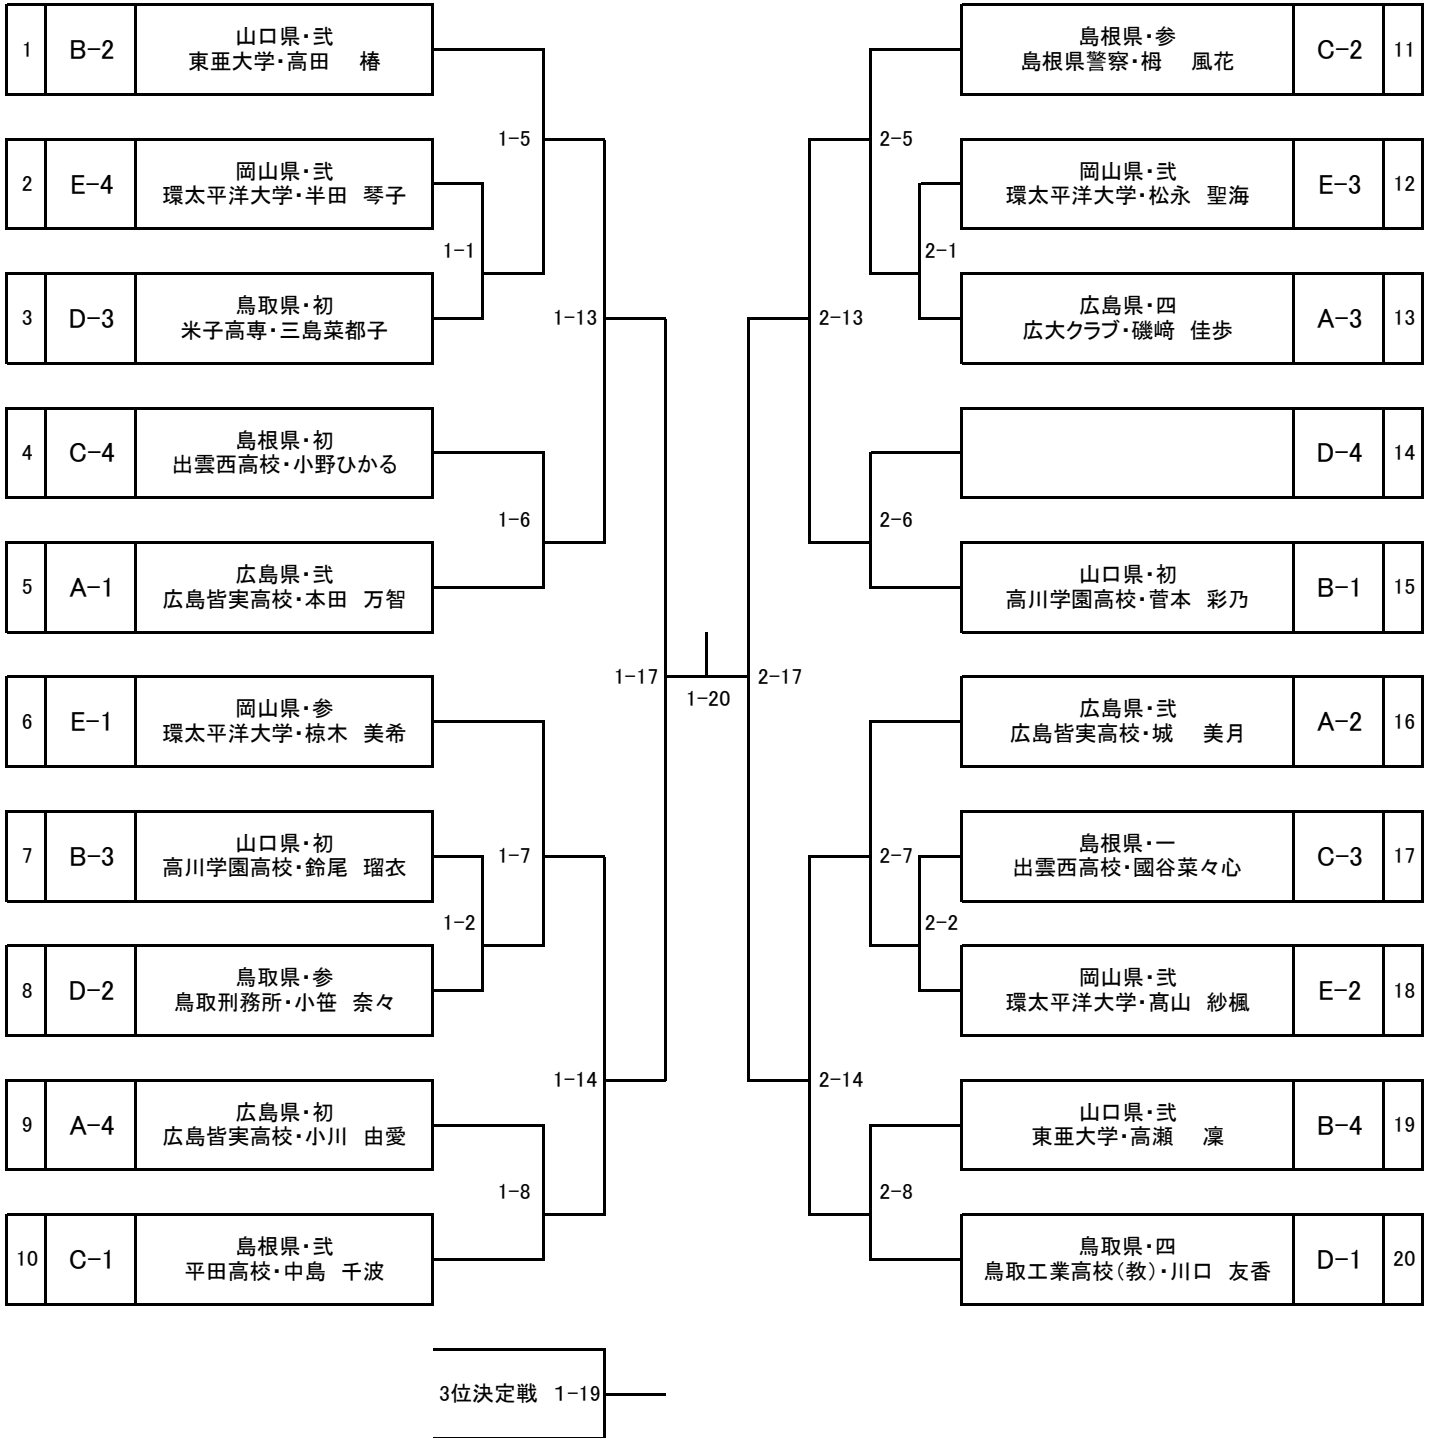 1 B-2 山口県・弐
東亜大学・高田　椿
2 E-4 岡山県・弐
環太平洋大学・半田　琴子
3 D-3 鳥取県・初
米子高専・三島菜都子
4 C-4 島根県・初
出雲西高校・小野ひかる
5 A-1 広島県・弐
広島皆実高校・本田　万智
6 E-1 岡山県・参
環太平洋大学・椋木　美希
7 B-3 山口県・初
高川学園高校・鈴尾　瑠衣
8 D-2 鳥取県・参
鳥取刑務所・小笹　奈々
9 A-4 広島県・初
広島皆実高校・小川　由愛
10 C-1 島根県・弐
平田高校・中島　千波
1-5
1-1
1-13
1-6
1-17
1-7
1-2
1-14
1-8
1-20
2-5
2-1
2-13
2-6
2-17
2-7
2-2
2-14
2-8
島根県・参 C-2 11
島根県警察・栂　風花
岡山県・弐 E-3 12
環太平洋大学・松永　聖海
広島県・四 A-3 13
広大クラブ・磯﨑　佳歩
D-4 14
山口県・初 B-1 15
高川学園高校・菅本　彩乃
広島県・弐 A-2 16
広島皆実高校・城　美月
島根県・一 C-3 17
出雲西高校・國谷菜々心
岡山県・弐 E-2 18
環太平洋大学・髙山　紗楓
山口県・弐 B-4 19
東亜大学・高瀬　凜
鳥取県・四 D-1 20
鳥取工業高校(教)・川口　友香
3位決定戦　1-19